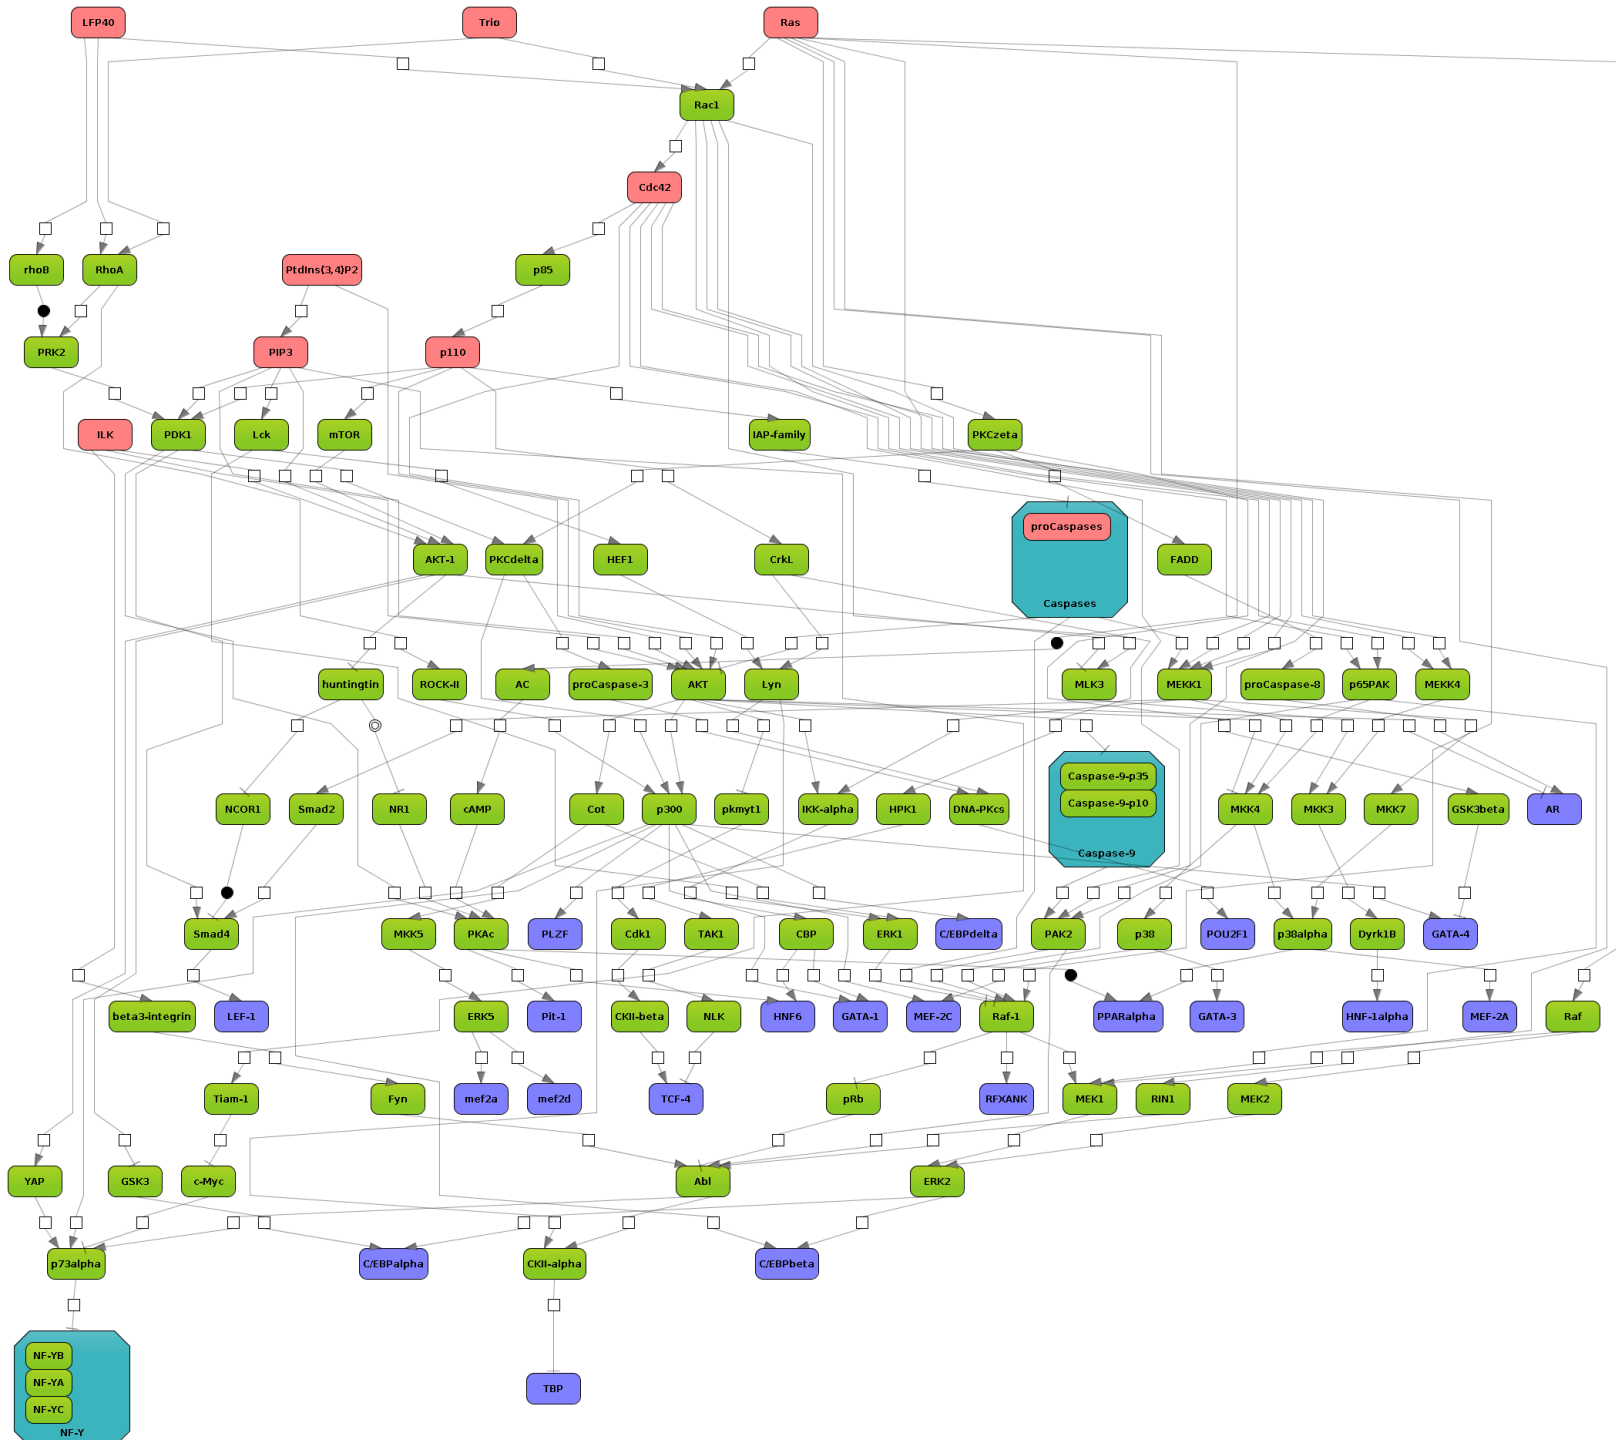 LFP40
Trio
Ras
Rac1
Cdc42
rhoB
RhoA
PtdIns(3,4)P2
p85
PRK2
PIP3
p110
ILK
PDK1
Lck
mTOR
IAP-family
PKCzeta
proCaspases
AKT-1
PKCdelta
HEF1
CrkL
FADD
Caspases
huntingtin
ROCK-II
AC
proCaspase-3
AKT
Lyn
MLK3
MEKK1
proCaspase-8
p65PAK
MEKK4
Caspase-9-p35
Caspase-9-p10
NCOR1
Smad2
NR1
cAMP
Cot
p300
pkmyt1
IKK-alpha
HPK1
DNA-PKcs
MKK4
MKK3
MKK7
GSK3beta
AR
Caspase-9
Smad4
MKK5
PKAc
PLZF
Cdk1
TAK1
CBP
ERK1
C/EBPdelta
PAK2
p38
POU2F1
p38alpha
Dyrk1B
GATA-4
beta3-integrin
LEF-1
ERK5
Pit-1
CKII-beta
NLK
HNF6
GATA-1
MEF-2C
Raf-1
PPARalpha
GATA-3
HNF-1alpha
MEF-2A
Raf
Tiam-1
Fyn
mef2a
mef2d
TCF-4
pRb
RFXANK
MEK1
RIN1
MEK2
YAP
GSK3
c-Myc
Abl
ERK2
p73alpha
C/EBPalpha
CKII-alpha
C/EBPbeta
NF-YB
NF-YA
NF-YC
NF-Y
TBP